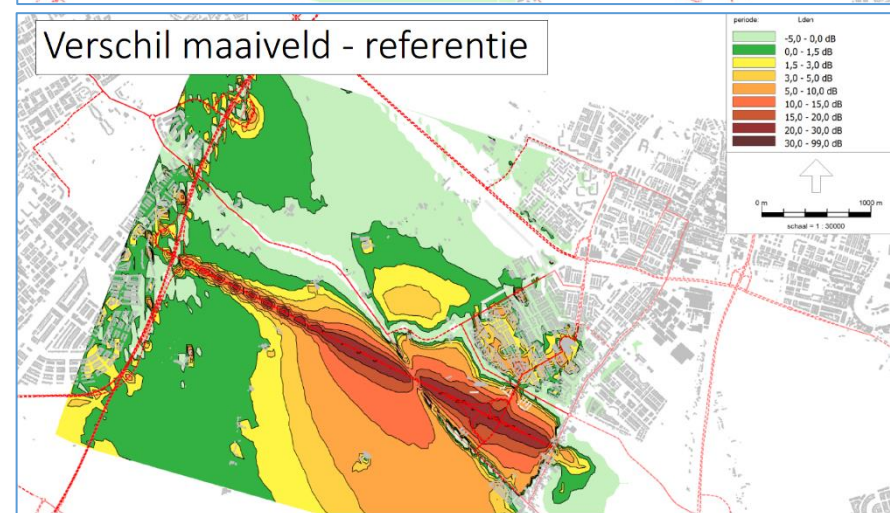 Verschil maaiveld - referentie
periode: Lden
-5,0 - 0,0 dB
0,0 - 1,5 dB
1,5 - 3,0 dB
3,0 - 5,0 dB
5,0 - 10,0 dB
10,0 - 15,0 dB
15,0 - 20,0 dB
20,0 - 30,0 dB
30,0 - 99,0 dB
0 m 1000 m
schaal = 1 : 30000